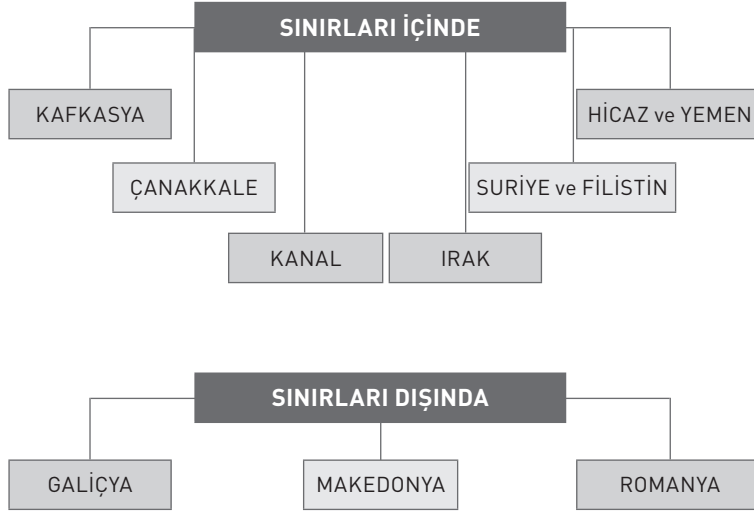 SINIRLARI İÇİNDE
KAFKASYA
HİCAZ ve YEMEN
ÇANAKKALE
SURİYE ve FİLİSTİN
KANAL
IRAK
SINIRLARI DIŞINDA
GALİÇYA
MAKEDONYA
ROMANYA